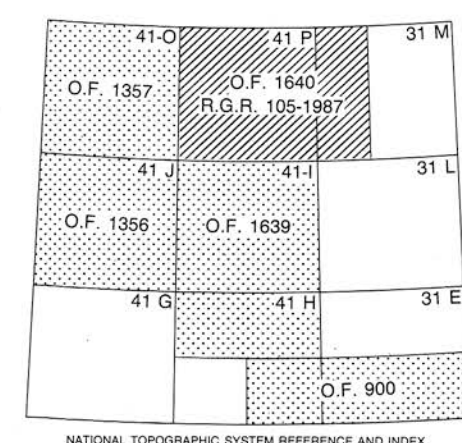 41-O 41 P 31 M
O.F. 1357 O.F. 1640
R.G.R. 105-1987
41 J 41-I 31 L
O.F. 1356 O.F. 1639
41 G 41 H 31 E
O.F. 900
NATIONAL TOPOGRAPHIC SYSTEM REFERENCE AND INDEX